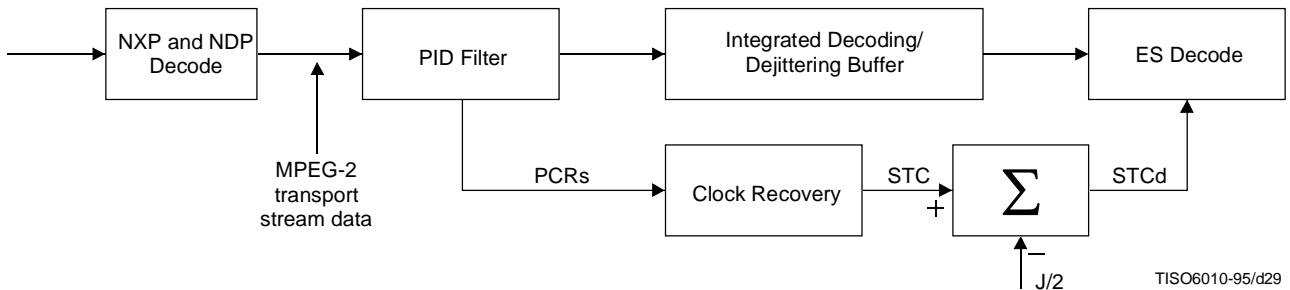 NXP and NDP
Decode
PID Filter
Integrated Decoding/
Dejittering Buffer
ES Decode
MPEG-2
transport
stream data
PCRs
Clock Recovery
STC
+
Σ
STCd
−
J/2
TISO6010-95/d29